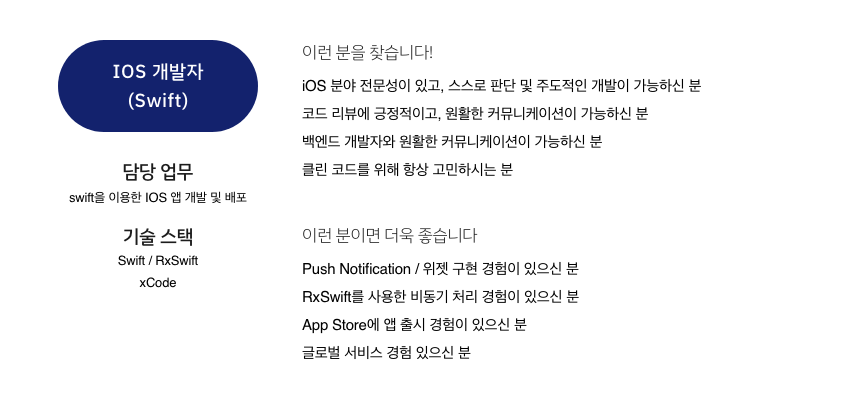 IOS 개발자
(Swift)
담당 업무
swift을 이용한 IOS 앱 개발 및 배포
기술 스택
Swift / RxSwift
xCode
이런 분을 찾습니다!
iOS 분야 전문성이 있고, 스스로 판단 및 주도적인 개발이 가능하신 분
코드 리뷰에 긍정적이고, 원활한 커뮤니케이션이 가능하신 분
백엔드 개발자와 원활한 커뮤니케이션이 가능하신 분
클린 코드를 위해 항상 고민하시는 분
이런 분이면 더욱 좋습니다
Push Notification / 위젯 구현 경험이 있으신 분
RxSwift를 사용한 비동기 처리 경험이 있으신 분
App Store에 앱 출시 경험이 있으신 분
글로벌 서비스 경험 있으신 분